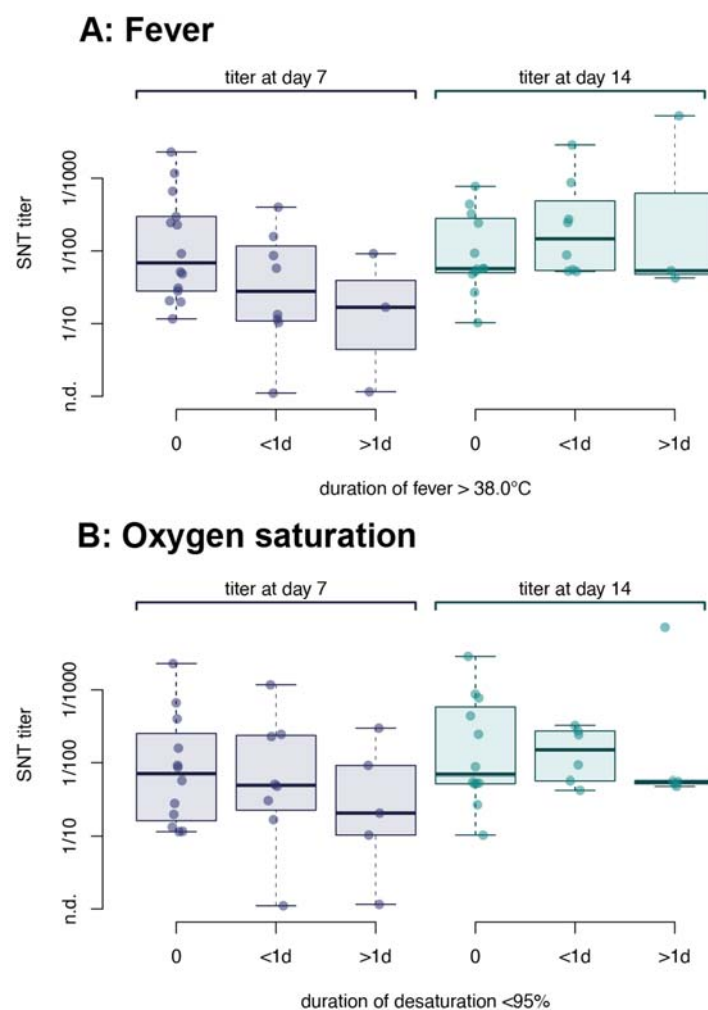 A: Fever
titer at day 7
titer at day 14
SNT titer
1/1000
1/100
1/10
n.d.
0
<1d
>1d
0
<1d
>1d
duration of fever > 38.0°C
B: Oxygen saturation
titer at day 7
titer at day 14
SNT titer
1/1000
1/100
1/10
n.d.
0
<1d
>1d
0
<1d
>1d
duration of desaturation <95%